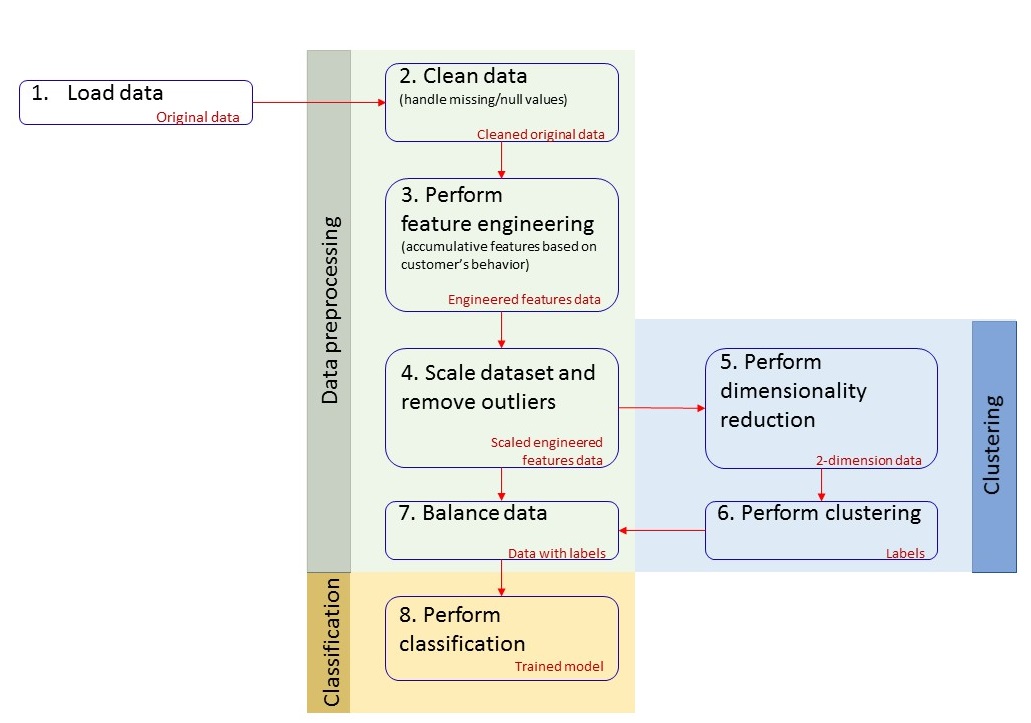 1. Load data
Original data
Data preprocessing
2. Clean data
(handle missing/null values)
Cleaned original data
3. Perform
feature engineering
(accumulative features based on
customer's behavior)
Engineered features data
4. Scale dataset and
remove outliers
Scaled engineered
features data
5. Perform
dimensionality
reduction
2-dimension data
Clustering
6. Perform clustering
Labels
7. Balance data
Data with labels
Classification
8. Perform
classification
Trained model